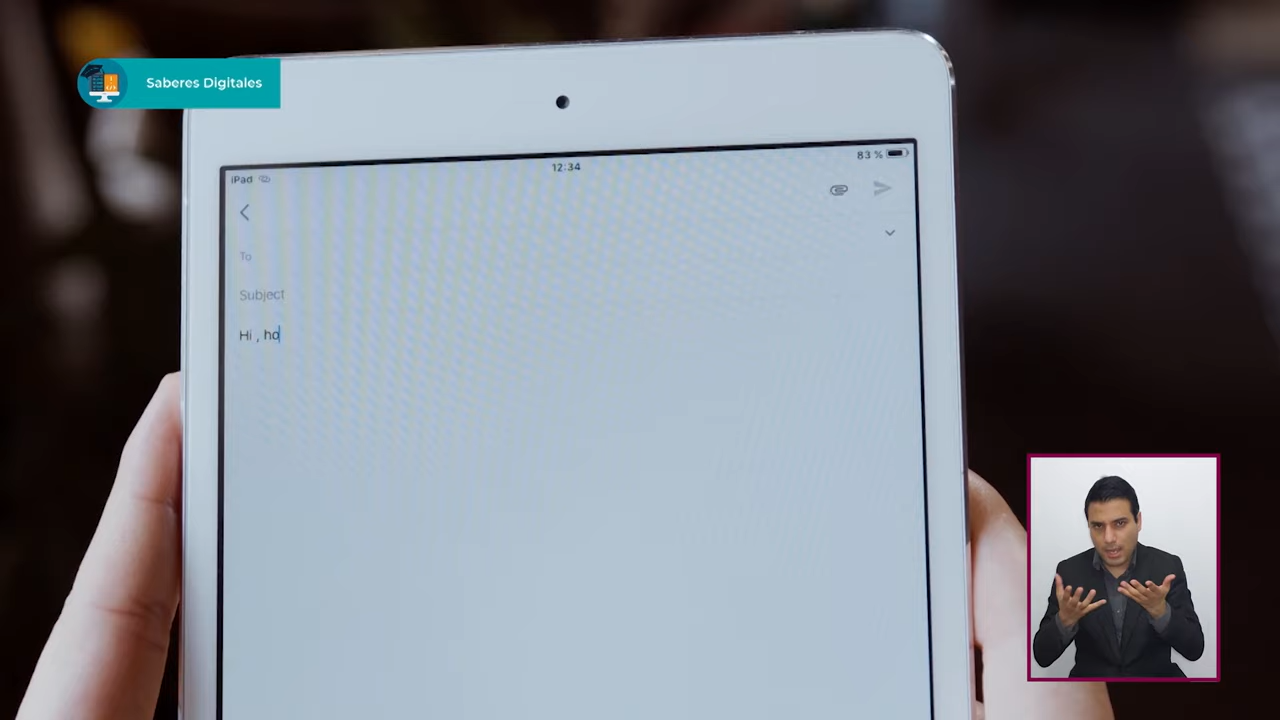 Saberes Digitales
iPad
12:34
83 %
To
Subject
Hi , ho